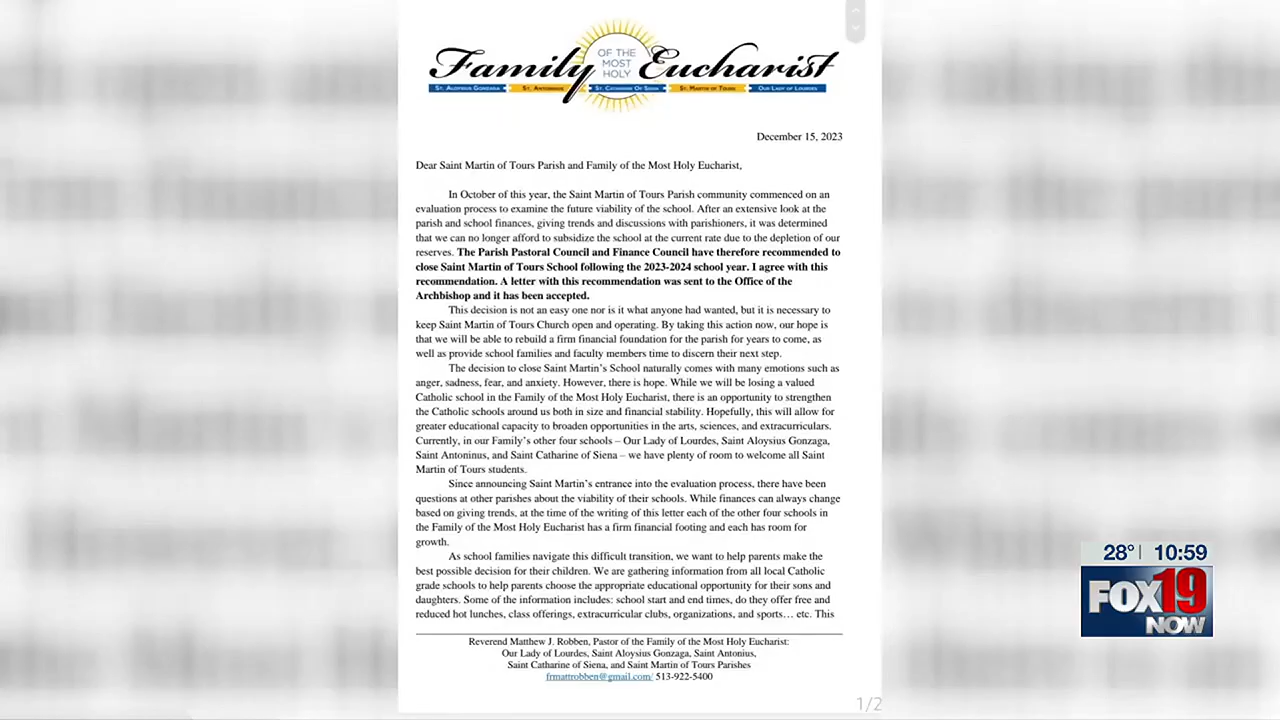 Family OF THE MOST HOLY Eucharist
ST. ALOYSIUS GONZAGA ST. ANTONINUS ST. CATHARINE OF SIENA ST. MARTIN OF TOURS OUR LADY OF LOURDES
December 15, 2023
Dear Saint Martin of Tours Parish and Family of the Most Holy Eucharist,
In October of this year, the Saint Martin of Tours Parish community commenced on an
evaluation process to examine the future viability of the school. After an extensive look at the
parish and school finances, giving trends and discussions with parishioners, it was determined
that we can no longer afford to subsidize the school at the current rate due to the depletion of our
reserves. The Parish Pastoral Council and Finance Council have therefore recommended to
close Saint Martin of Tours School following the 2023-2024 school year. I agree with this
recommendation. A letter with this recommendation was sent to the Office of the
Archbishop and it has been accepted.
This decision is not an easy one nor is it what anyone had wanted, but it is necessary to
keep Saint Martin of Tours Church open and operating. By taking this action now, our hope is
that we will be able to rebuild a firm financial foundation for the parish for years to come, as
well as provide school families and faculty members time to discern their next step.
The decision to close Saint Martin's School naturally comes with many emotions such as
anger, sadness, fear, and anxiety. However, there is hope. While we will be losing a valued
Catholic school in the Family of the Most Holy Eucharist, there is an opportunity to strengthen
the Catholic schools around us both in size and financial stability. Hopefully, this will allow for
greater educational capacity to broaden opportunities in the arts, sciences, and extracurriculars.
Currently, in our Family's other four schools – Our Lady of Lourdes, Saint Aloysius Gonzaga,
Saint Antoninus, and Saint Catharine of Siena – we have plenty of room to welcome all Saint
Martin of Tours students.
Since announcing Saint Martin's entrance into the evaluation process, there have been
questions at other parishes about the viability of their schools. While finances can always change
based on giving trends, at the time of the writing of this letter each of the other four schools in
the Family of the Most Holy Eucharist has a firm financial footing and each has room for
growth.
As school families navigate this difficult transition, we want to help parents make the
best possible decision for their children. We are gathering information from all local Catholic
grade schools to help parents choose the appropriate educational opportunity for their sons and
daughters. Some of the information includes: school start and end times, do they offer free and
reduced hot lunches, class offerings, extracurricular clubs, organizations, and sports… etc. This
Reverend Matthew J. Robben, Pastor of the Family of the Most Holy Eucharist:
Our Lady of Lourdes, Saint Aloysius Gonzaga, Saint Antonius,
Saint Catharine of Siena, and Saint Martin of Tours Parishes
frmattrobben@gmail.com/ 513-922-5400
1/2
28° 10:59
FOX19
NOW